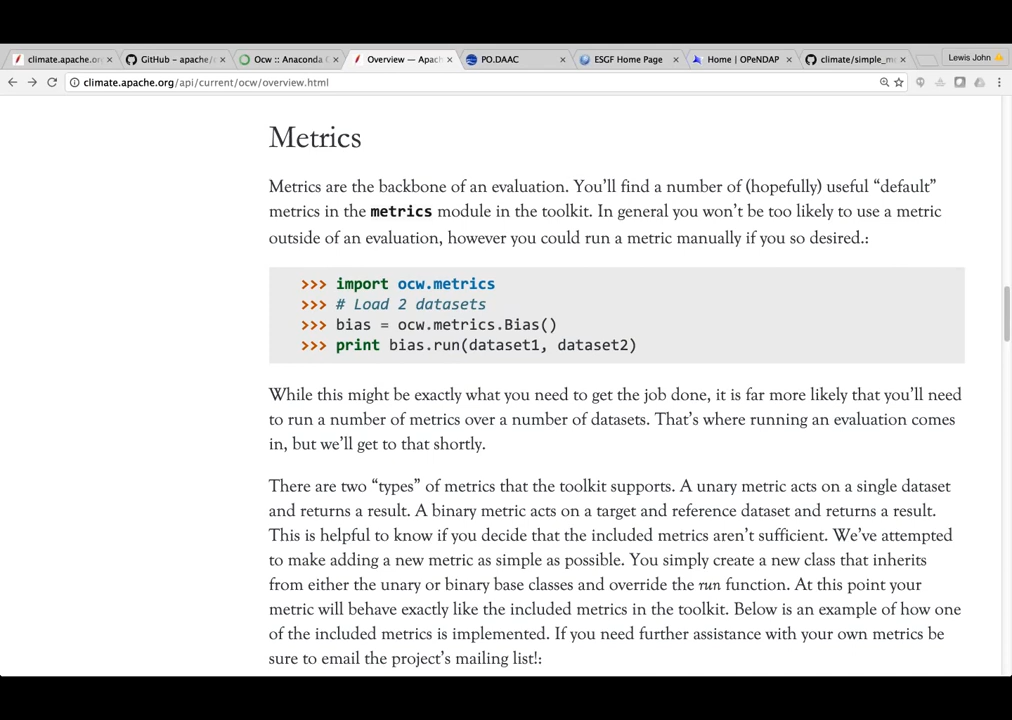 climate.apache.or
GitHub - apache/c
Ocw :: Anaconda C
Overview — Apach
PO.DAAC
ESGF Home Page
Home | OPeNDAP
climate/simple_m
Lewis John
climate.apache.org/api/current/ocw/overview.html
Metrics
Metrics are the backbone of an evaluation. You’ll find a number of (hopefully) useful “default”
metrics in the metrics module in the toolkit. In general you won’t be too likely to use a metric
outside of an evaluation, however you could run a metric manually if you so desired.:
>>> import ocw.metrics
>>> # Load 2 datasets
>>> bias = ocw.metrics.Bias()
>>> print bias.run(dataset1, dataset2)
While this might be exactly what you need to get the job done, it is far more likely that you’ll need
to run a number of metrics over a number of datasets. That’s where running an evaluation comes
in, but we’ll get to that shortly.
There are two “types” of metrics that the toolkit supports. A unary metric acts on a single dataset
and returns a result. A binary metric acts on a target and reference dataset and returns a result.
This is helpful to know if you decide that the included metrics aren’t sufficient. We’ve attempted
to make adding a new metric as simple as possible. You simply create a new class that inherits
from either the unary or binary base classes and override the run function. At this point your
metric will behave exactly like the included metrics in the toolkit. Below is an example of how one
of the included metrics is implemented. If you need further assistance with your own metrics be
sure to email the project’s mailing list!: